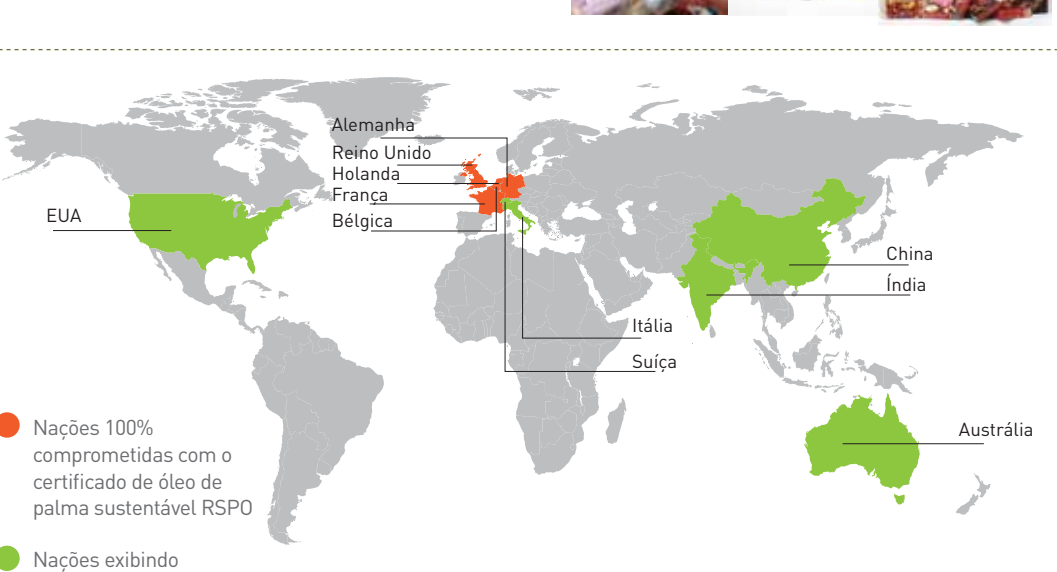 Alemanha
Reino Unido
Holanda
França
Bélgica
EUA
China
Índia
Itália
Suíça
Austrália
Nações 100%
comprometidas com o
certificado de óleo de
palma sustentável RSPO
Nações exibindo